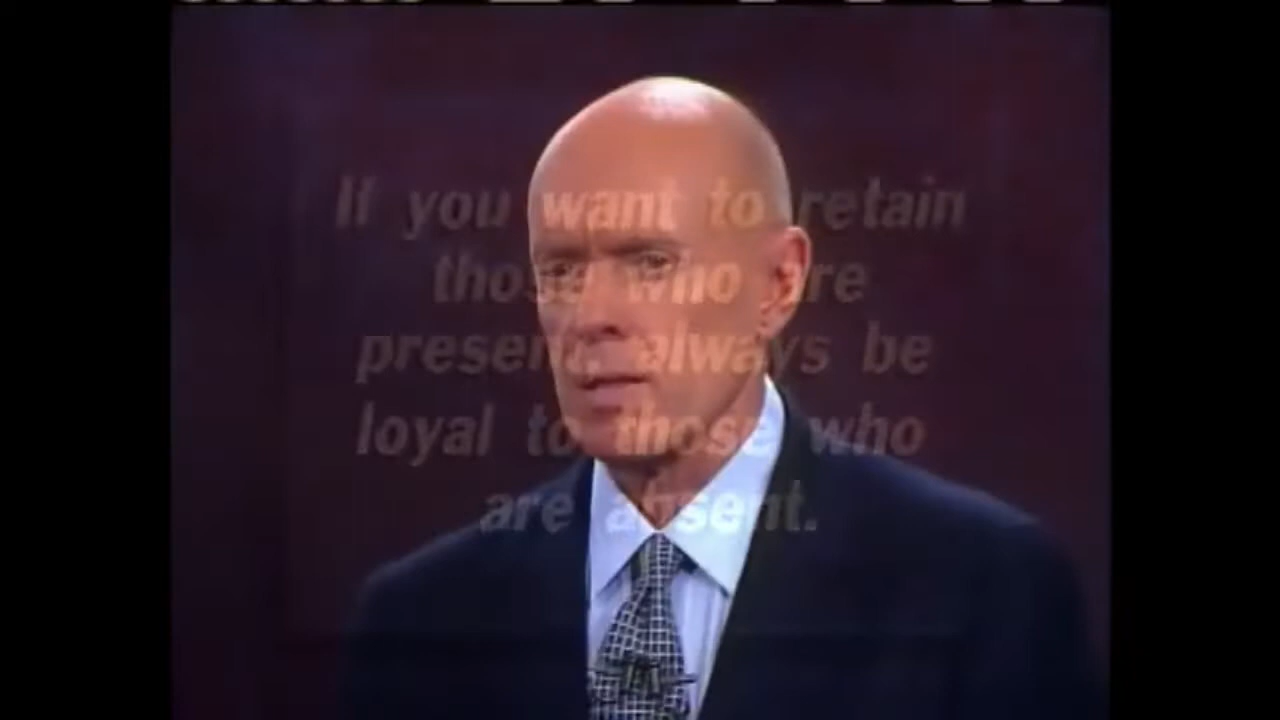 If you want to retain
those who are
present, always be
loyal to those who
are absent.